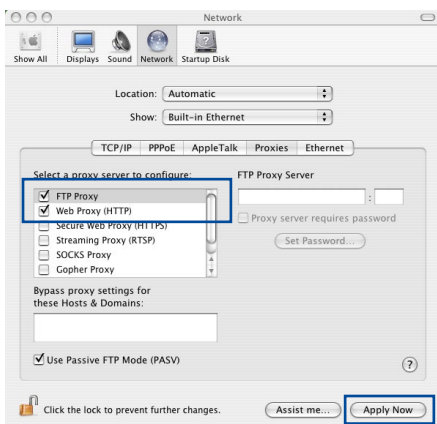 Network
Show All Displays Sound Network Startup Disk
Location: Automatic
Show: Built-in Ethernet
TCP/IP PPPoE AppleTalk Proxies Ethernet
Select a proxy server to configure: FTP Proxy Server
FTP Proxy :
Web Proxy (HTTP) Proxy server requires password
Secure Web Proxy (HTTPS)
Streaming Proxy (RTSP) Set Password...
SOCKS Proxy
Gopher Proxy
Bypass proxy settings for
these Hosts & Domains:
Use Passive FTP Mode (PASV) ?
Click the lock to prevent further changes. Assist me... Apply Now